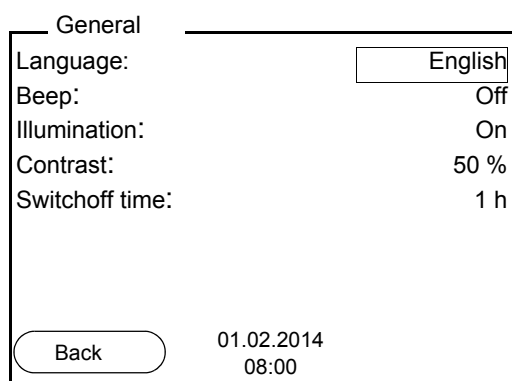 General
Language: English
Beep: Off
Illumination: On
Contrast: 50 %
Switchoff time: 1 h
Back
01.02.2014
08:00